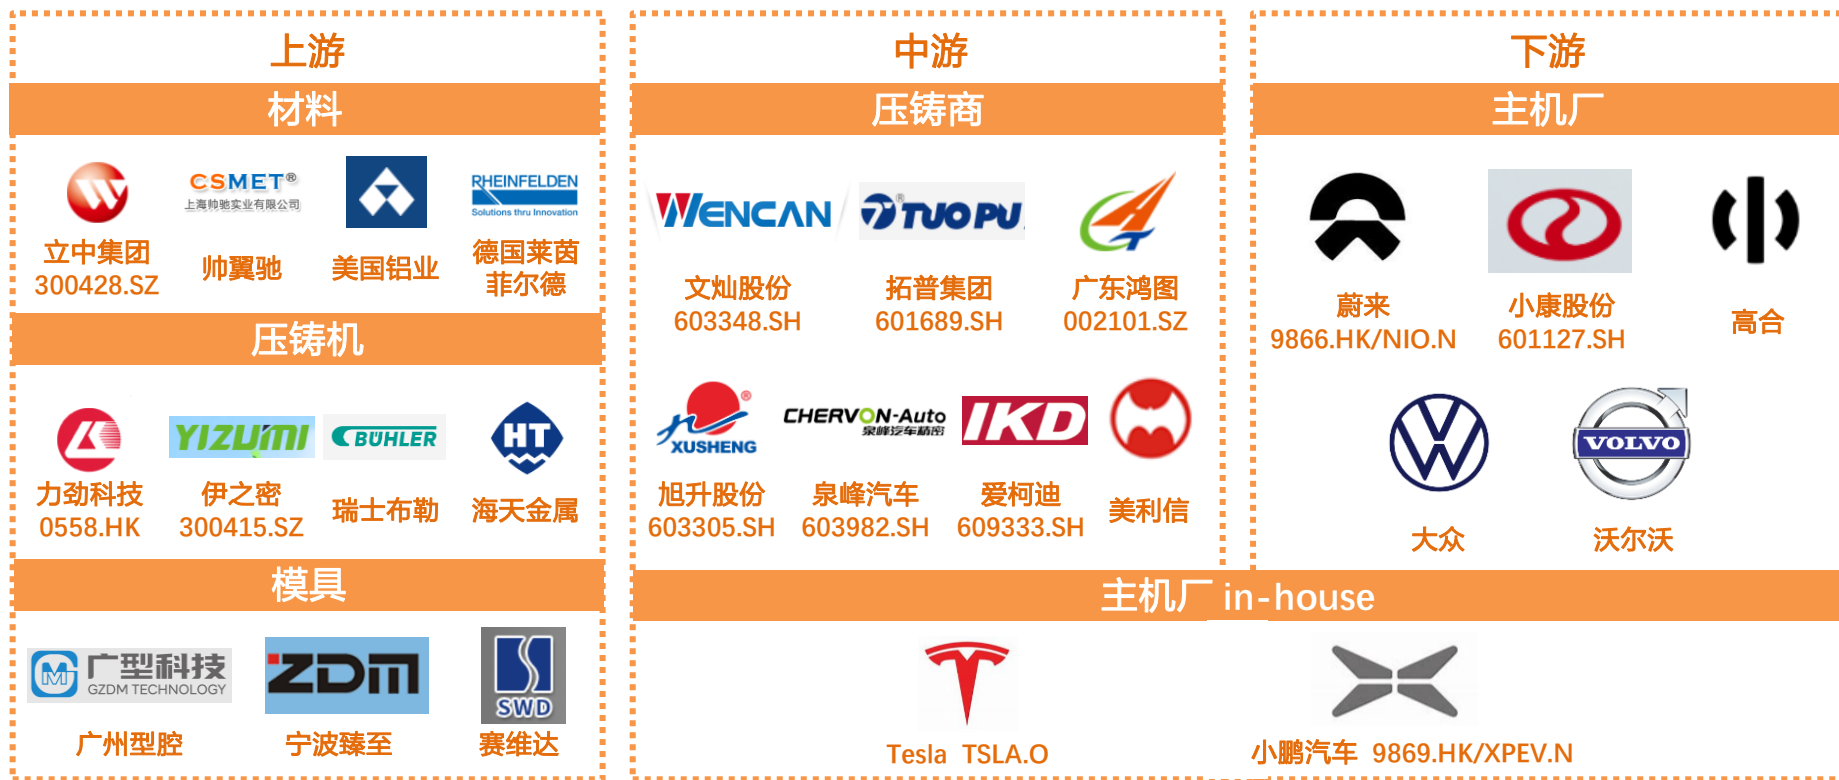 上游
材料
CSMET®
上海帅驰实业有限公司
RHEINFELDEN
Solutions thru Innovation
立中集团
300428.SZ
帅翼驰
美国铝业
德国莱茵
菲尔德
压铸机
YIZUMI
BÜHLER
HT
力劲科技
0558.HK
伊之密
300415.SZ
瑞士布勒
海天金属
模具
广型科技
GZDM TECHNOLOGY
ZDM
SWD
广州型腔
宁波臻至
赛维达
中游
压铸商
WENCAN
®
TUOPU
文灿股份
603348.SH
拓普集团
601689.SH
广东鸿图
002101.SZ
®
XUSHENG
CHERVON-Auto
泉峰汽车精密
IKD
旭升股份
603305.SH
泉峰汽车
603982.SH
爱柯迪
609333.SH
美利信
下游
主机厂
蔚来
9866.HK/NIO.N
小康股份
601127.SH
高合
VOLVO
大众
沃尔沃
主机厂 in-house
Tesla TSLA.O
小鹏汽车 9869.HK/XPEV.N